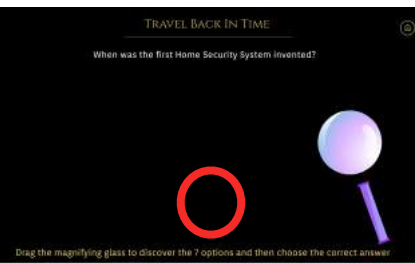 TRAVEL BACK IN TIME
When was the first Home Security System invented?
Drag the magnifying glass to discover the 7 options and then choose the correct answer